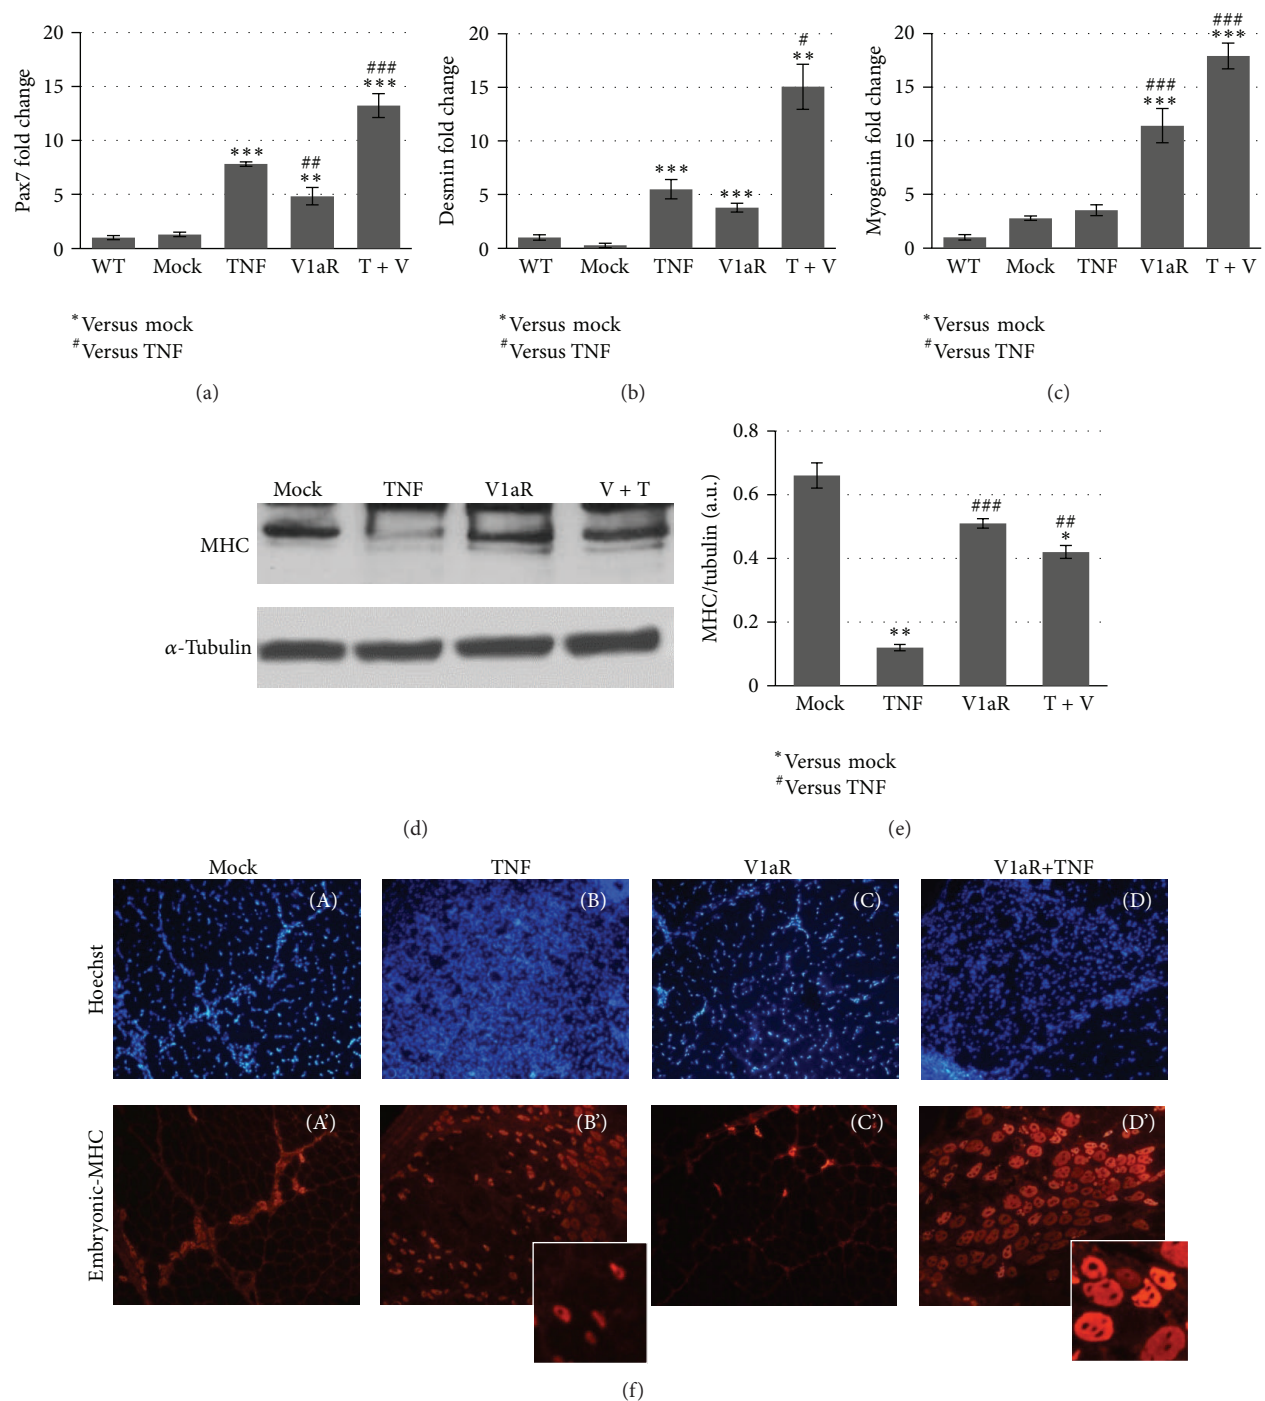 20
15
10
5
0
Pax7 fold change
***
##
**
###
***
WT Mock TNF V1aR T + V
*Versus mock
#Versus TNF
(a)
20
15
10
5
0
Desmin fold change
***
***
#
**
WT Mock TNF V1aR T + V
*Versus mock
#Versus TNF
(b)
20
15
10
5
0
Myogenin fold change
###
***
###
***
WT Mock TNF V1aR T + V
*Versus mock
#Versus TNF
(c)
Mock TNF V1aR V + T
MHC
α-Tubulin
(d)
0.8
0.6
0.4
0.2
0
MHC/tubulin (a.u.)
**
###
##
*
Mock TNF V1aR T + V
*Versus mock
#Versus TNF
(e)
Mock TNF V1aR V1aR+TNF
Hoechst
(A) (B) (C) (D)
Embryonic-MHC
(A') (B') (C') (D')
(f)